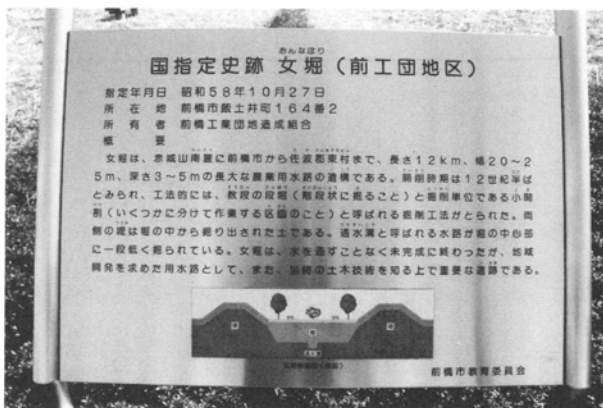 おんなぼり
国指定史跡 女堀(前工団地区)
指定年月日 昭和58年10月27日
所在地 前橋市飯土井町164番2
所有者 前橋工業団地造成組合
概要
女堀は、赤城山南麓に前橋市から佐波郡東村まで、長さ12km、幅20~2
5m、深さ3~5mの長大な農業用水路の遺構である。開削時期は12世紀半ば
とみられ、工法的には、数段の段堀(階段状に掘ること)と掘削単位である小間
割(いくつかに分けて作業する区画のこと)と呼ばれる掘削工法がとられた。両
側の堤は堀の中から掘り出された土である。通水溝と呼ばれる水路が堀の中心部
に一段低く掘られている。女堀は、水を通すことなく未完成に終わったが、地域
開発を求めた用水路として、また、当時の土木技術を知る上で重要な遺跡である。
前橋市教育委員会